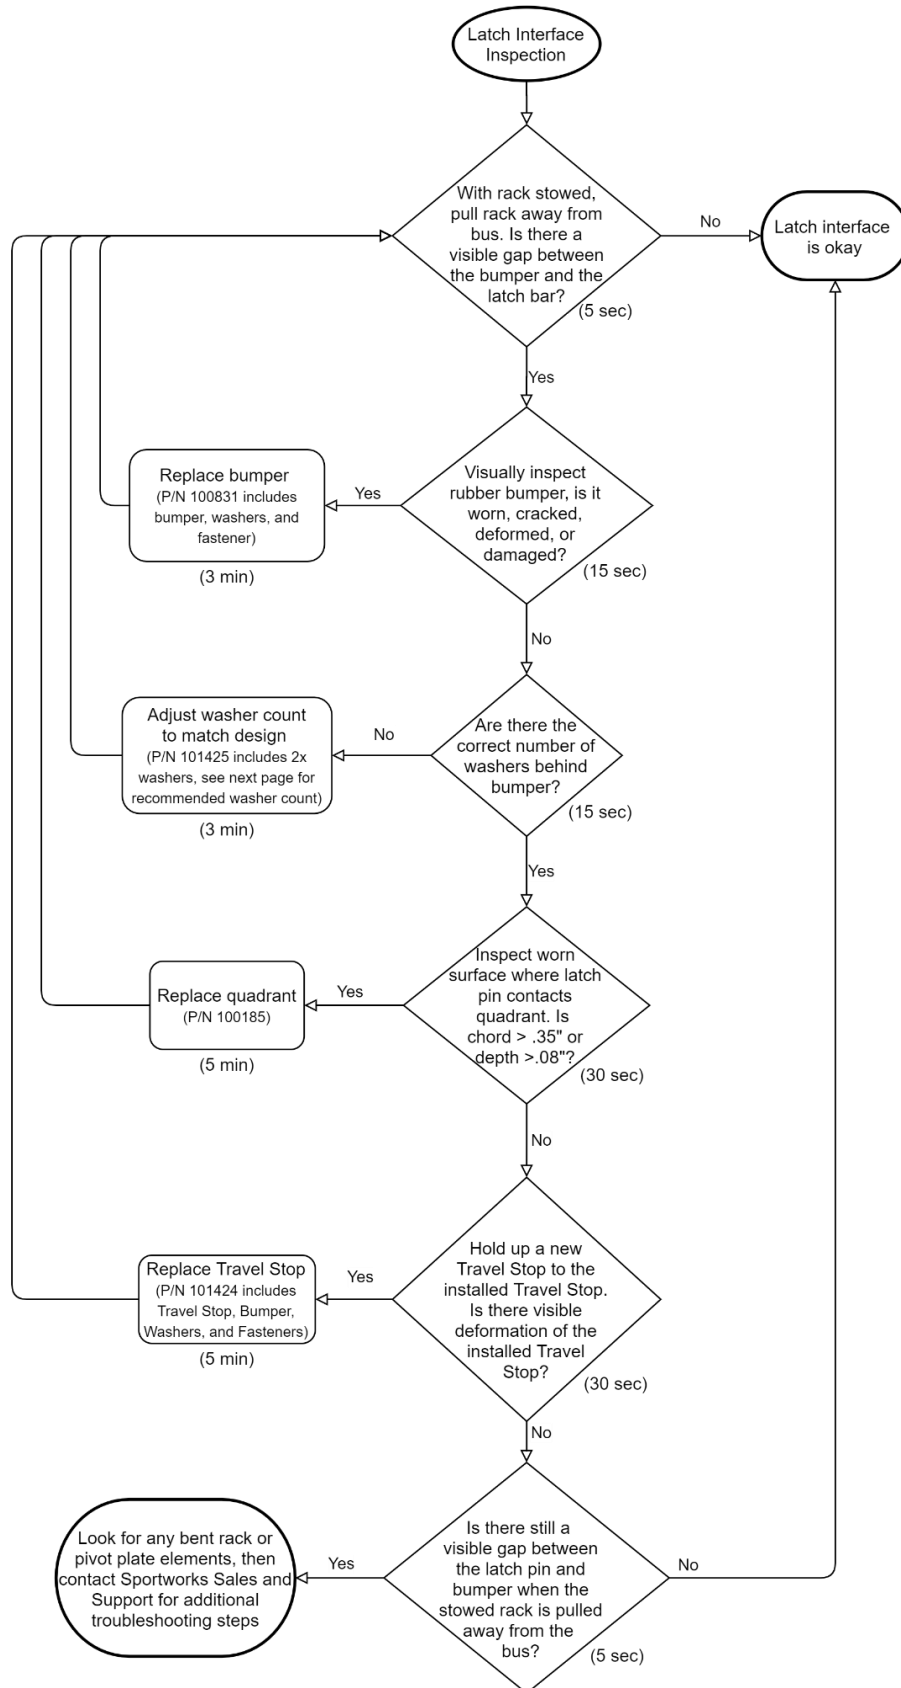 Latch Interface
Inspection
With rack stowed,
pull rack away from
bus. Is there a
visible gap between
the bumper and the
latch bar?
(5 sec)
No
Latch interface
is okay
Yes
Visually inspect
rubber bumper, is it
worn, cracked,
deformed, or
damaged?
(15 sec)
Yes
Replace bumper
(P/N 100831 includes
bumper, washers, and
fastener)
(3 min)
No
Are there the
correct number of
washers behind
bumper?
(15 sec)
No
Adjust washer count
to match design
(P/N 101425 includes 2x
washers, see next page for
recommended washer count)
(3 min)
Yes
Inspect worn
surface where latch
pin contacts
quadrant. Is
chord > .35" or
depth >.08"?
(30 sec)
Yes
Replace quadrant
(P/N 100185)
(5 min)
No
Hold up a new
Travel Stop to the
installed Travel Stop.
Is there visible
deformation of the
installed Travel
Stop?
(30 sec)
Yes
Replace Travel Stop
(P/N 101424 includes
Travel Stop, Bumper,
Washers, and Fasteners)
(5 min)
No
Is there still a
visible gap between
the latch pin and
bumper when the
stowed rack is pulled
away from the
bus?
(5 sec)
No
Yes
Look for any bent rack or
pivot plate elements, then
contact Sportworks Sales and
Support for additional
troubleshooting steps